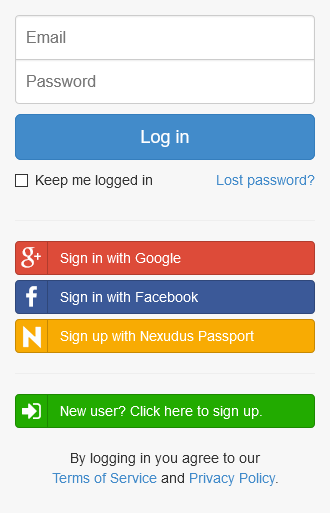 Email
Password
Log in
Keep me logged in Lost password?
g+ Sign in with Google
f Sign in with Facebook
N Sign up with Nexudus Passport
New user? Click here to sign up.
By logging in you agree to our
Terms of Service and Privacy Policy.